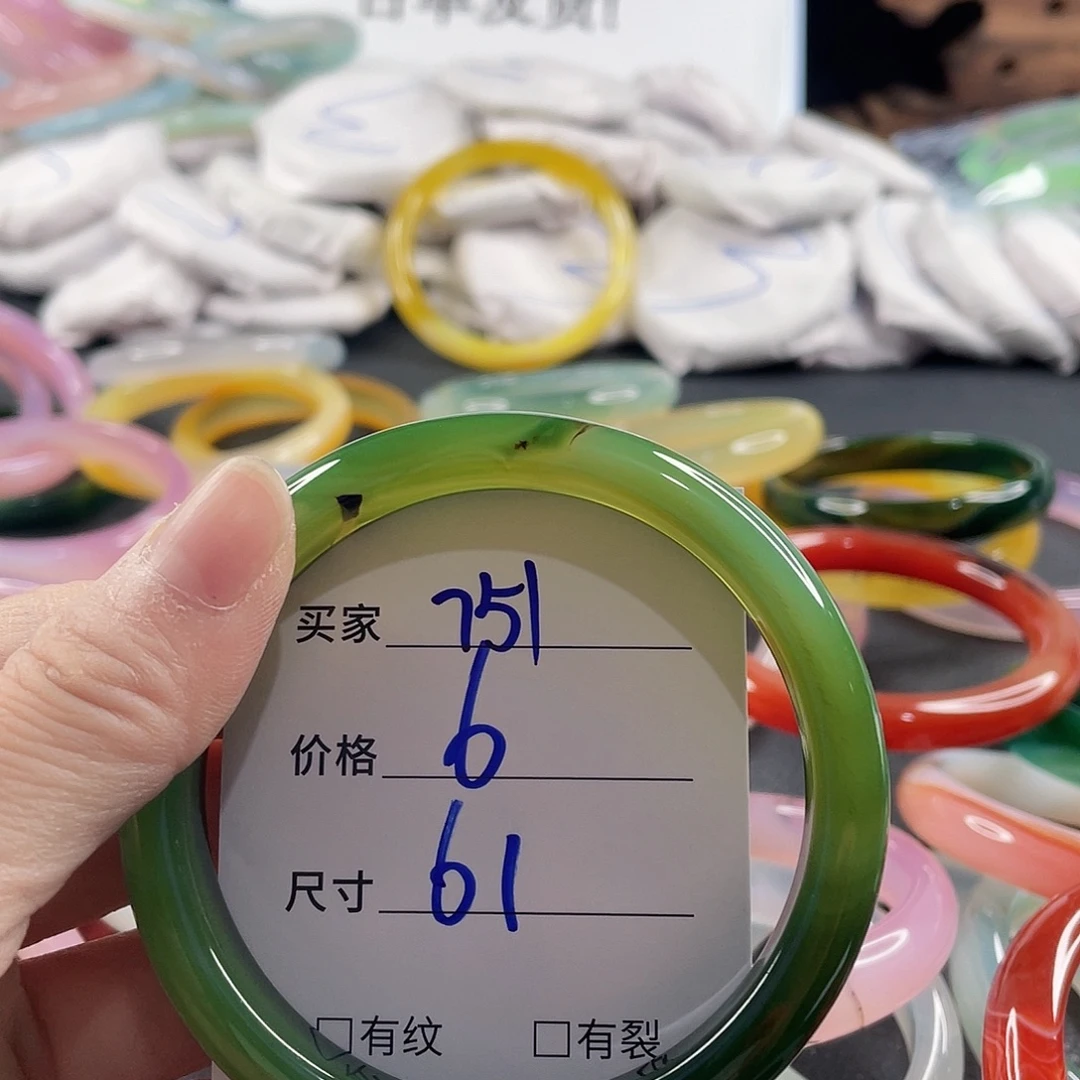 买家 751
价格 6
尺寸 61
□有纹 □有裂